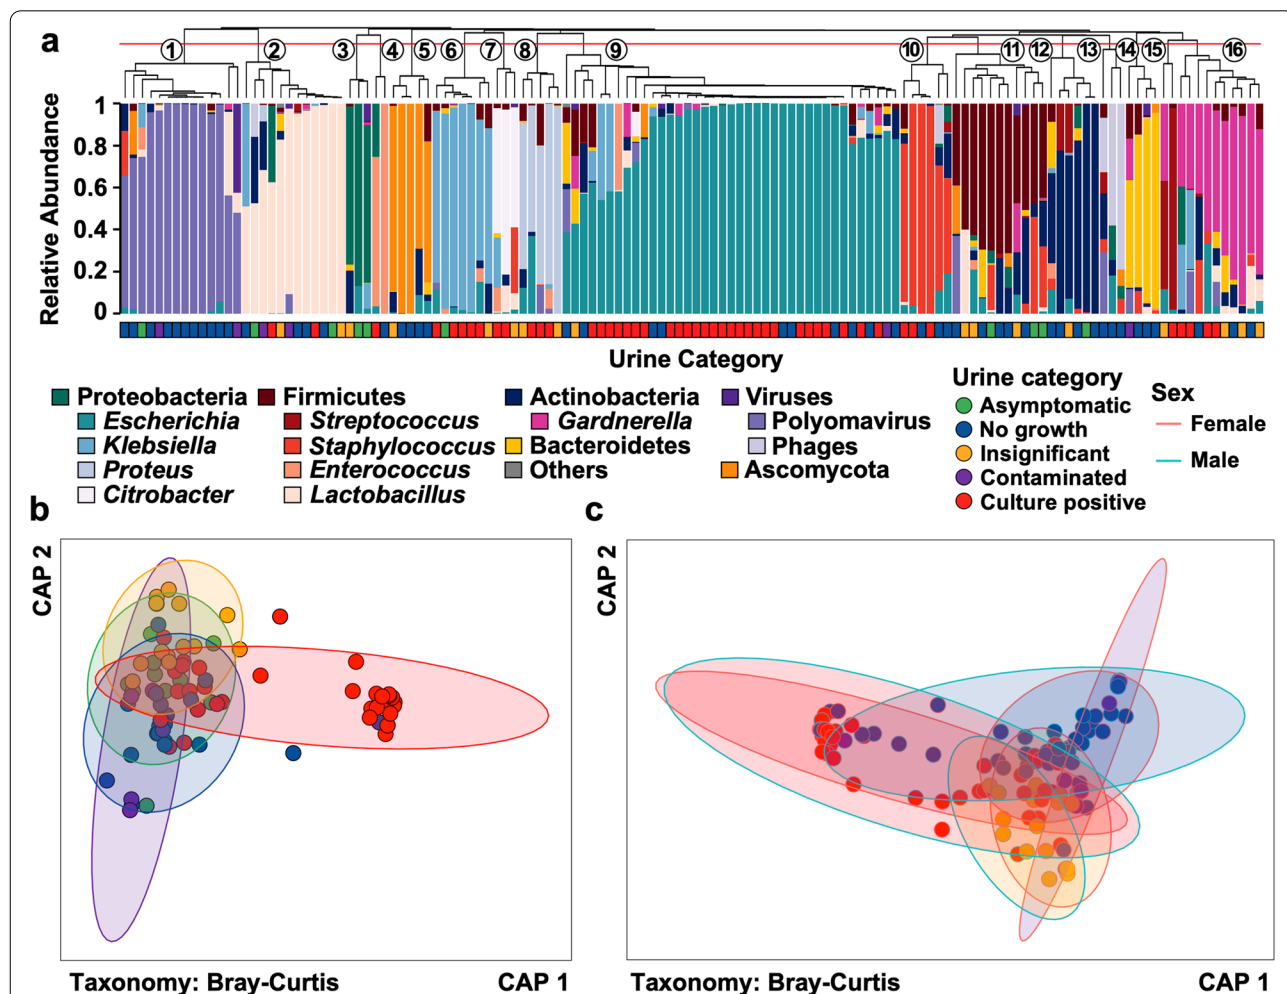 a
1 2 3 4 5 6 7 8 9 10 11 12 13 14 15 16
Relative Abundance
1
0.8
0.6
0.4
0.2
0
Urine Category
Proteobacteria
Escherichia
Klebsiella
Proteus
Citrobacter
Firmicutes
Streptococcus
Staphylococcus
Enterococcus
Lactobacillus
Actinobacteria
Gardnerella
Bacteroidetes
Others
Viruses
Polyomavirus
Phages
Ascomycota
Urine category
Asymptomatic
No growth
Insignificant
Contaminated
Culture positive
Sex
Female
Male
b
CAP 2
Taxonomy: Bray-Curtis CAP 1
c
CAP 2
Taxonomy: Bray-Curtis CAP 1